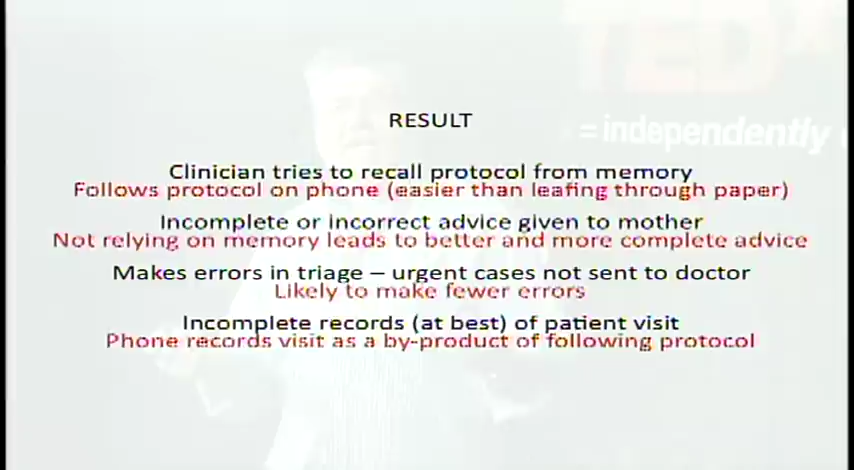 TEDx
= independently
RESULT
Clinician tries to recall protocol from memory
Follows protocol on phone (easier than leafing through paper)
Incomplete or incorrect advice given to mother
Not relying on memory leads to better and more complete advice
Makes errors in triage – urgent cases not sent to doctor
Likely to make fewer errors
Incomplete records (at best) of patient visit
Phone records visit as a by-product of following protocol